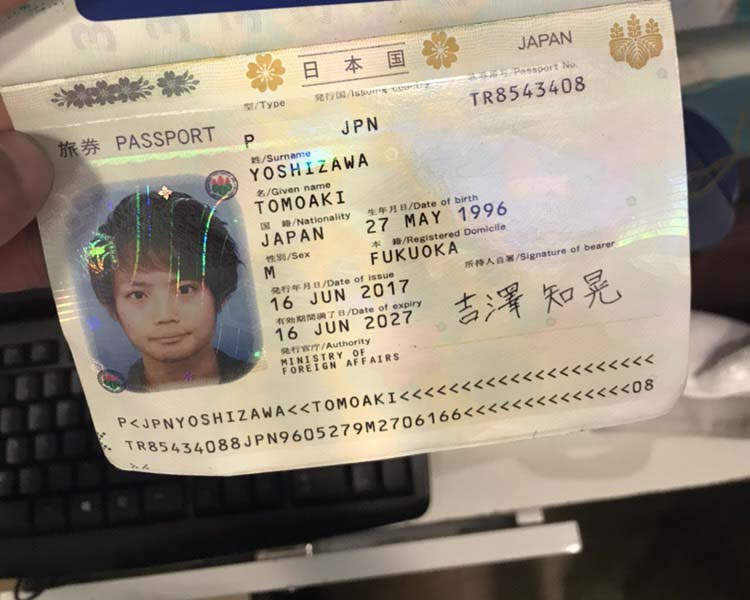 日本国 JAPAN
型/Type 発行国/Issuing country 旅券番号/Passport No.
旅券 PASSPORT P JPN TR8543408
姓/Surname
YOSHIZAWA
名/Given name
TOMOAKI
国 籍/Nationality 生年月日/Date of birth
JAPAN 27 MAY 1996
性別/Sex 本 籍/Registered Domicile
M FUKUOKA
発行年月日/Date of issue 所持人自署/Signature of bearer
16 JUN 2017
有効期間満了日/Date of expiry
16 JUN 2027 吉澤 知晃
発行官庁/Authority
MINISTRY OF
FOREIGN AFFAIRS
P<JPNYOSHIZAWA<<TOMOAKI<<<<<<<<<<<<<<<<<<<<<
TR85434088JPN9605279M2706166<<<<<<<<<<<<<<08